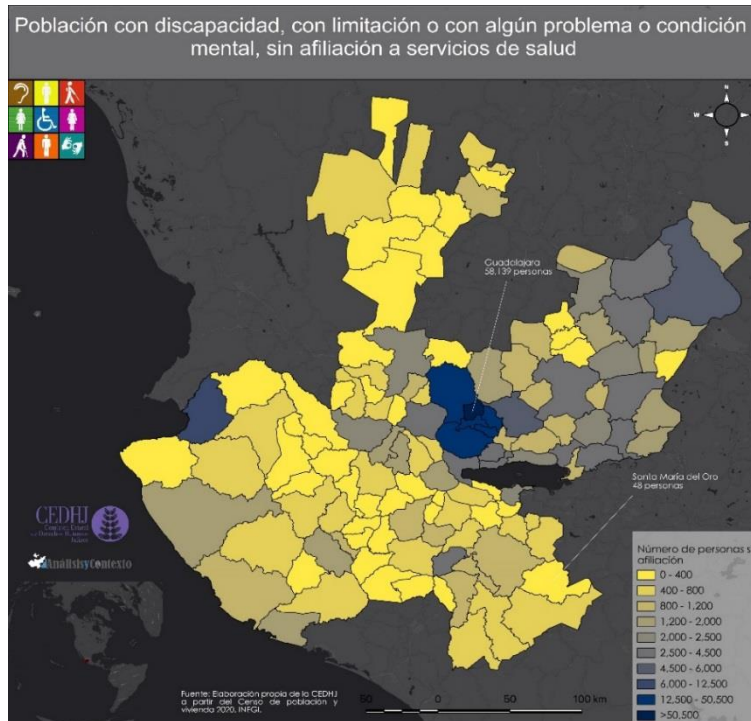 Población con discapacidad, con limitación o con algún problema o condición
mental, sin afiliación a servicios de salud
N
W
E
S
Guadalajara
58,139 personas
Santa María del Oro
48 personas
CEDHJ
AnálisisyContexto
Número de personas s
afiliación
0 - 400
400 - 800
800 - 1,200
1,200 - 2,000
2,000 - 2,500
2,500 - 4,500
4,500 - 6,000
6,000 - 12,500
12,500 - 50,500
>50,500
Fuente: Elaboración propia de la CEDHJ
a partir del Censo de población y
vivienda 2020, INEGI.
50 0 50 100 km